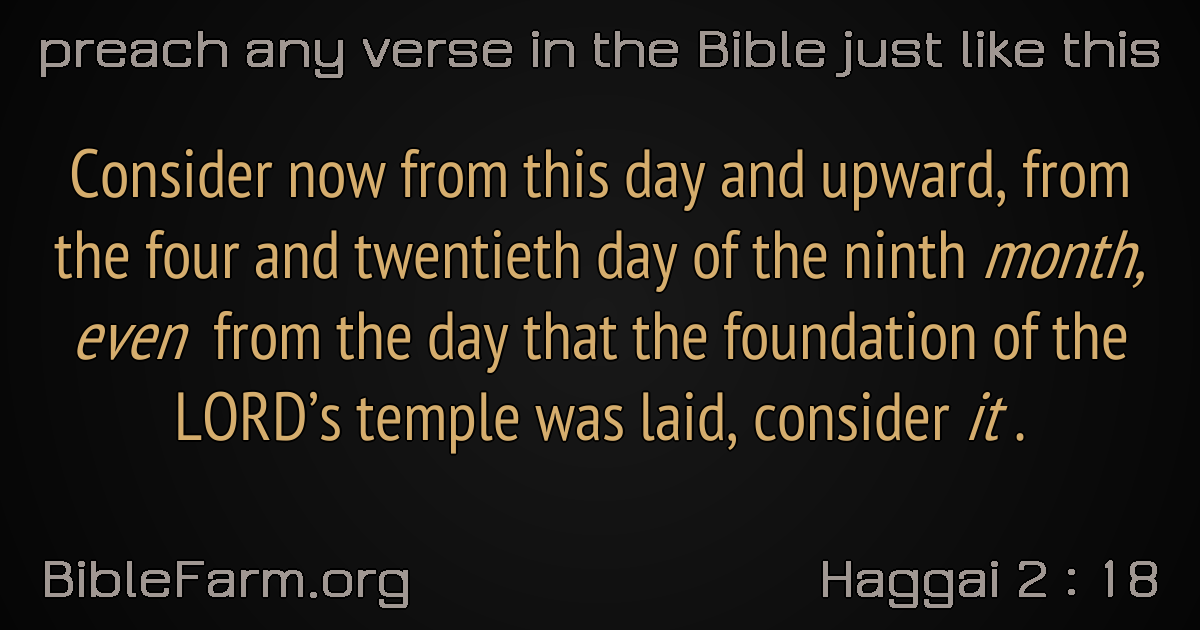 preach any verse in the Bible just like this
Consider now from this day and upward, from
the four and twentieth day of the ninth month,
even from the day that the foundation of the
LORD’s temple was laid, consider it .
BibleFarm.org
Haggai 2 : 18